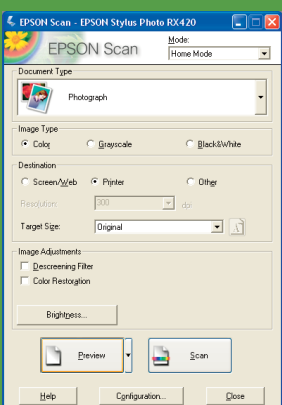 EPSON Scan - EPSON Stylus Photo RX420
EPSON Scan
Mode:
Home Mode
Document Type
Photograph
Image Type
Color Grayscale Black&White
Destination
Screen/Web Printer Other
Resolution: 300 dpi
Target Size: Original
Image Adjustments
Descreening Filter
Color Restoration
Brightness...
Preview Scan
Help Configuration... Close